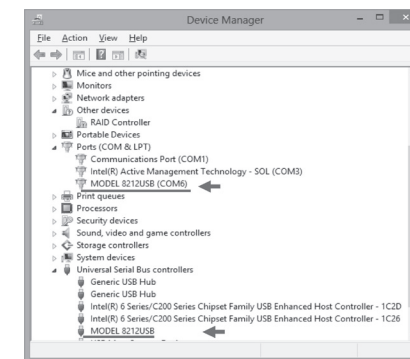 Device Manager
File Action View Help
Mice and other pointing devices
Monitors
Network adapters
Other devices
RAID Controller
Portable Devices
Ports (COM & LPT)
Communications Port (COM1)
Intel(R) Active Management Technology - SOL (COM3)
MODEL 8212USB (COM6)
Print queues
Processors
Security devices
Sound, video and game controllers
Storage controllers
System devices
Universal Serial Bus controllers
Generic USB Hub
Generic USB Hub
Intel(R) 6 Series/C200 Series Chipset Family USB Enhanced Host Controller - 1C2D
Intel(R) 6 Series/C200 Series Chipset Family USB Enhanced Host Controller - 1C26
MODEL 8212USB